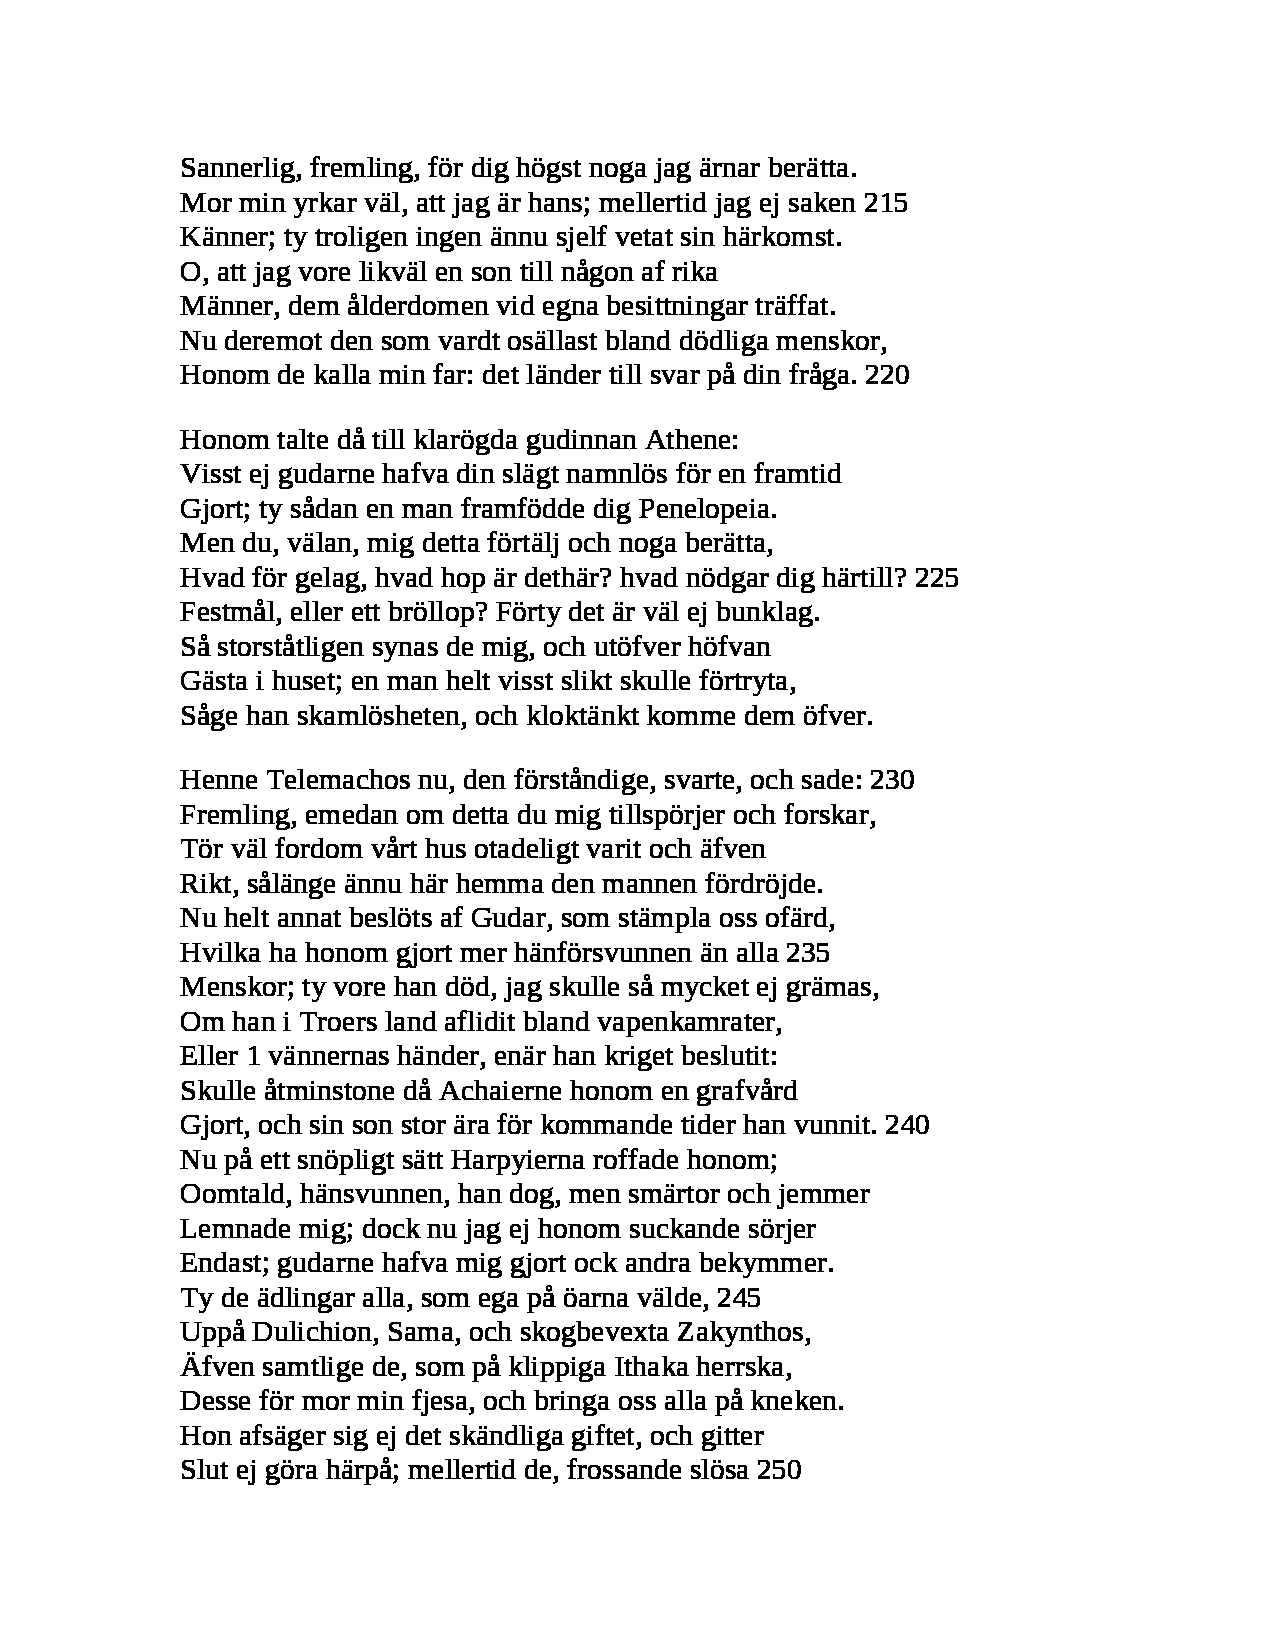 Sannerlig, fremling, för dig högst noga jag ärnar berätta.
Mor min yrkar väl, att jag är hans; mellertid jag ej saken 215
Känner; ty troligen ingen ännu sjelf vetat sin härkomst.
O, att jag vore likväl en son till någon af rika
Männer, dem ålderdomen vid egna besittningar träffat.
Nu deremot den som vardt osällast bland dödliga menskor,
Honom de kalla min far: det länder till svar på din fråga. 220
Honom talte då till klarögda gudinnan Athene:
Visst ej gudarne hafva din slägt namnlös för en framtid
Gjort; ty sådan en man framfödde dig Penelopeia.
Men du, välan, mig detta förtälj och noga berätta,
Hvad för gelag, hvad hop är dethär? hvad nödgar dig härtill? 225
Festmål, eller ett bröllop? Förty det är väl ej bunklag.
Så storståtligen synas de mig, och utöfver höfvan
Gästa i huset; en man helt visst slikt skulle förtryta,
Såge han skamlösheten, och kloktänkt komme dem öfver.
Henne Telemachos nu, den förståndige, svarte, och sade: 230
Fremling, emedan om detta du mig tillspörjer och forskar,
Tör väl fordom vårt hus otadeligt varit och äfven
Rikt, sålänge ännu här hemma den mannen fördröjde.
Nu helt annat beslöts af Gudar, som stämpla oss ofärd,
Hvilka ha honom gjort mer hänförsvunnen än alla 235
Menskor; ty vore han död, jag skulle så mycket ej grämas,
Om han i Troers land aflidit bland vapenkamrater,
Eller 1 vännernas händer, enär han kriget beslutit:
Skulle åtminstone då Achaierne honom en grafvård
Gjort, och sin son stor ära för kommande tider han vunnit. 240
Nu på ett snöpligt sätt Harpyierna roffade honom;
Oomtald, hänsvunnen, han dog, men smärtor och jemmer
Lemnade mig; dock nu jag ej honom suckande sörjer
Endast; gudarne hafva mig gjort ock andra bekymmer.
Ty de ädlingar alla, som ega på öarna välde, 245
Uppå Dulichion, Sama, och skogbevexta Zakynthos,
Äfven samtlige de, som på klippiga Ithaka herrska,
Desse för mor min fjesa, och bringa oss alla på kneken.
Hon afsäger sig ej det skändliga giftet, och gitter
Slut ej göra härpå; mellertid de, frossande slösa 250